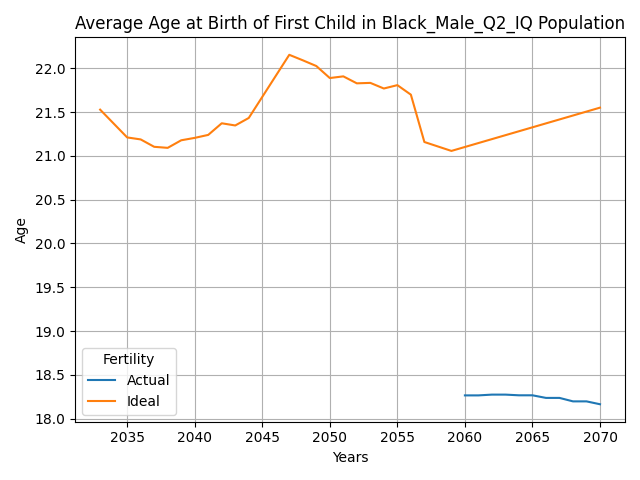 Average Age at Birth of First Child in Black_Male_Q2_IQ Population
Age
22.0
21.5
21.0
20.5
20.0
19.5
19.0
18.5
18.0
Fertility
Actual
Ideal
2035 2040 2045 2050 2055 2060 2065 2070
Years